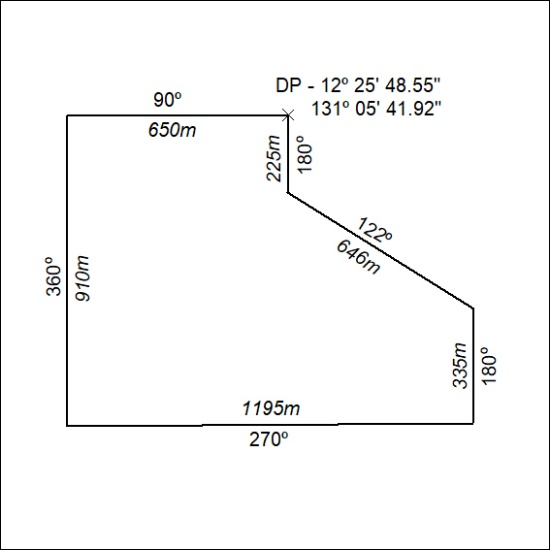 DP - 12º 25' 48.55"
131º 05' 41.92"
90º
650m
225m
180º
122º
646m
360º
910m
335m
180º
1195m
270º